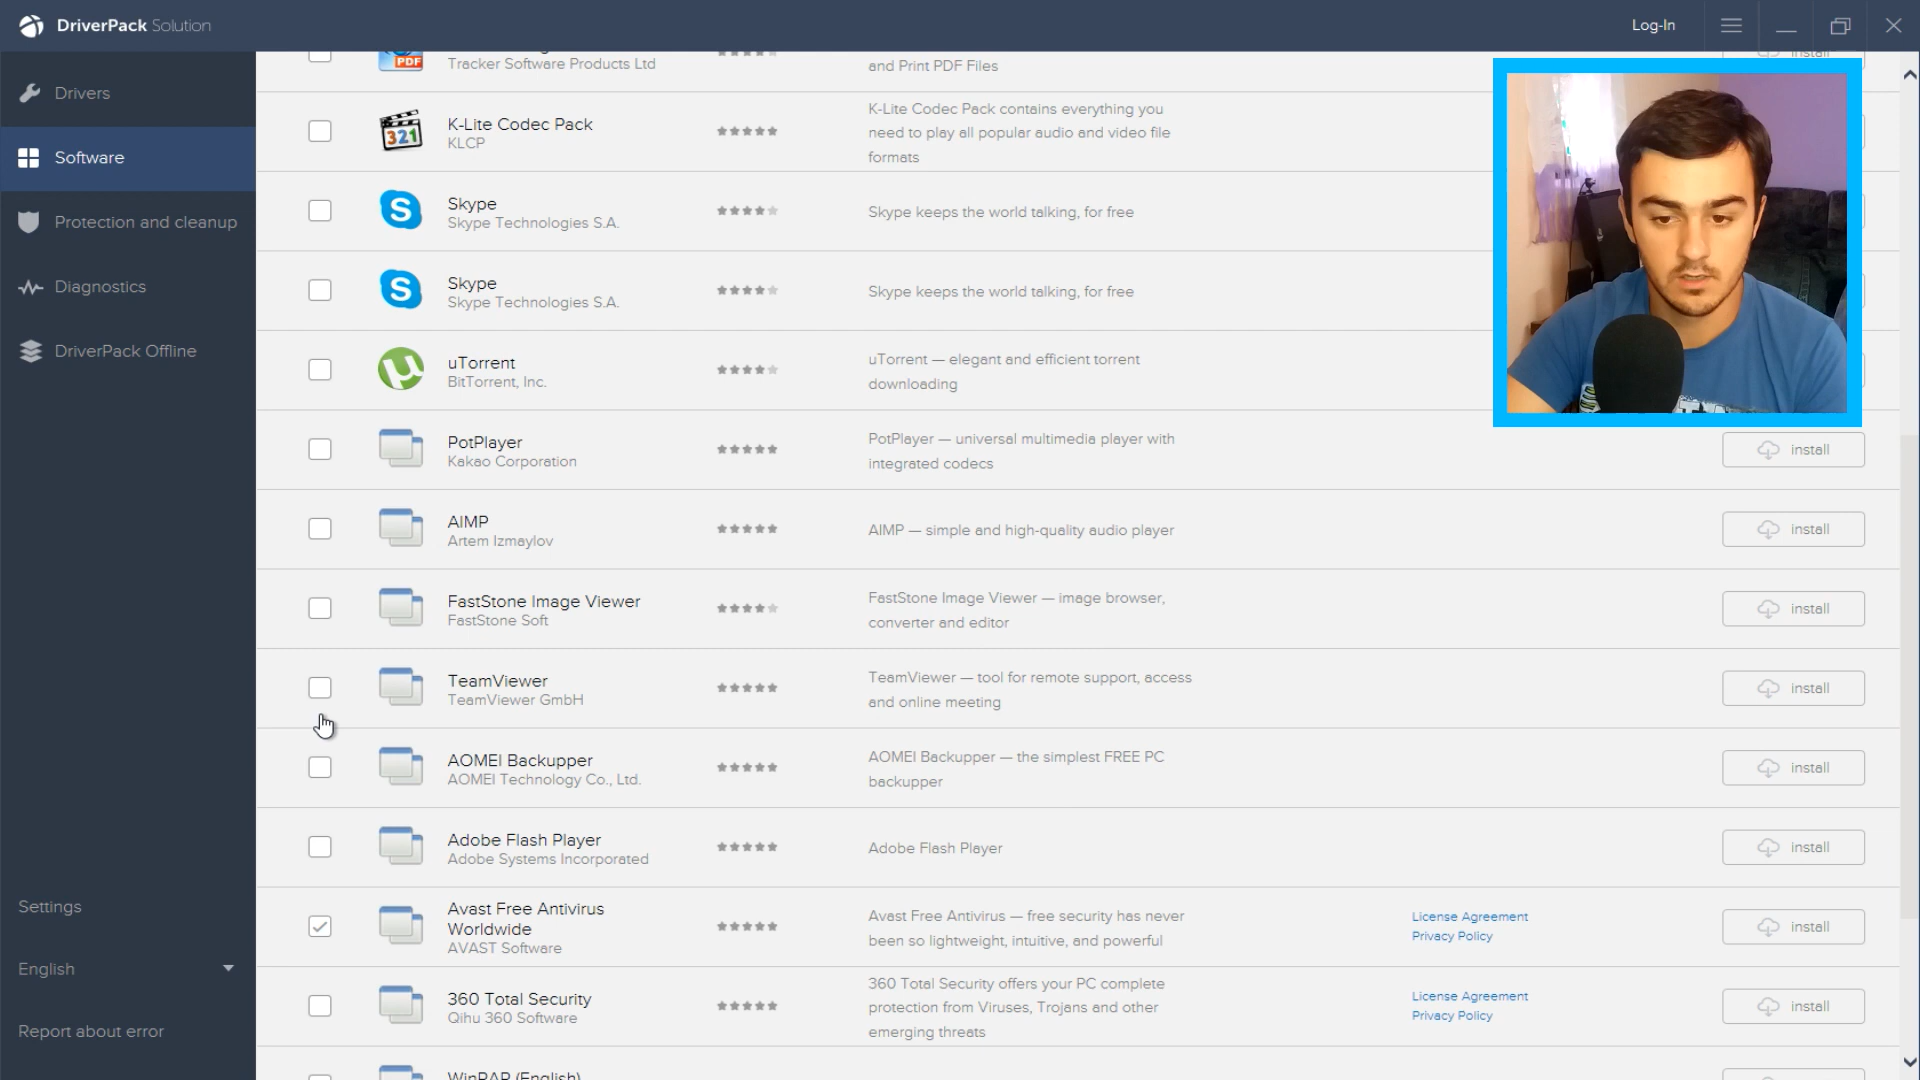 DriverPack Solution
Log-In
Drivers
Software
Protection and cleanup
Diagnostics
DriverPack Offline
Settings
English
Report about error
PDF
Tracker Software Products Ltd
and Print PDF Files
install
321
K-Lite Codec Pack
KLCP
K-Lite Codec Pack contains everything you
need to play all popular audio and video file
formats
Skype
Skype Technologies S.A.
Skype keeps the world talking, for free
Skype
Skype Technologies S.A.
Skype keeps the world talking, for free
uTorrent
BitTorrent, Inc.
uTorrent — elegant and efficient torrent
downloading
PotPlayer
Kakao Corporation
PotPlayer — universal multimedia player with
integrated codecs
install
AIMP
Artem Izmaylov
AIMP — simple and high-quality audio player
install
FastStone Image Viewer
FastStone Soft
FastStone Image Viewer — image browser,
converter and editor
install
TeamViewer
TeamViewer GmbH
TeamViewer — tool for remote support, access
and online meeting
install
AOMEI Backupper
AOMEI Technology Co., Ltd.
AOMEI Backupper — the simplest FREE PC
backupper
install
Adobe Flash Player
Adobe Systems Incorporated
Adobe Flash Player
install
Avast Free Antivirus
Worldwide
AVAST Software
Avast Free Antivirus — free security has never
been so lightweight, intuitive, and powerful
License Agreement
Privacy Policy
install
360 Total Security
Qihu 360 Software
360 Total Security offers your PC complete
protection from Viruses, Trojans and other
emerging threats
License Agreement
Privacy Policy
install
WinRAR (English)